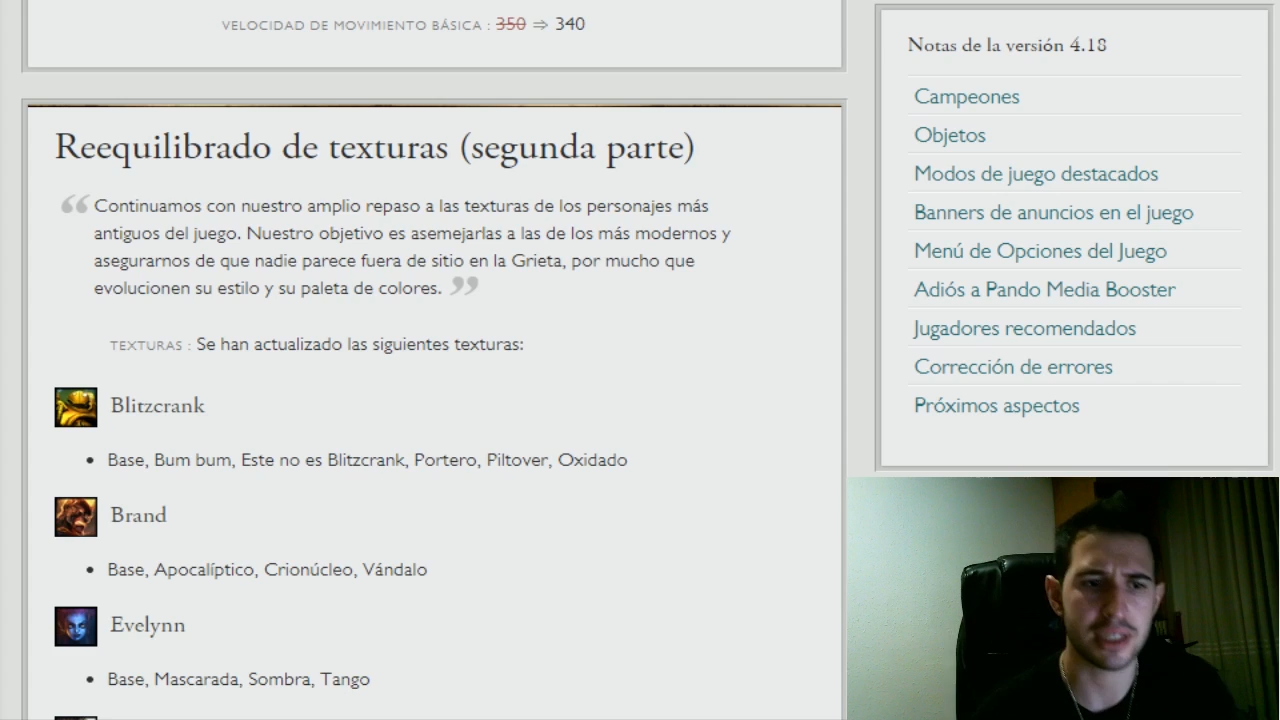 VELOCIDAD DE MOVIMIENTO BÁSICA : 350 ⇒ 340
Reequilibrado de texturas (segunda parte)
“ Continuamos con nuestro amplio repaso a las texturas de los personajes más
antiguos del juego. Nuestro objetivo es asemejarlas a las de los más modernos y
asegurarnos de que nadie parece fuera de sitio en la Grieta, por mucho que
evolucionen su estilo y su paleta de colores. ”
TEXTURAS : Se han actualizado las siguientes texturas:
Blitzcrank
• Base, Bum bum, Este no es Blitzcrank, Portero, Piltover, Oxidado
Brand
• Base, Apocalíptico, Crionúcleo, Vándalo
Evelynn
• Base, Mascarada, Sombra, Tango
Notas de la versión 4.18
Campeones
Objetos
Modos de juego destacados
Banners de anuncios en el juego
Menú de Opciones del Juego
Adiós a Pando Media Booster
Jugadores recomendados
Corrección de errores
Próximos aspectos